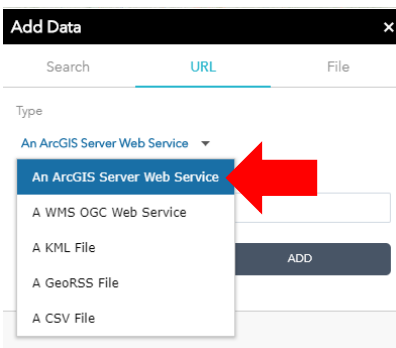 Add Data ×
Search URL File
Type
An ArcGIS Server Web Service
An ArcGIS Server Web Service
A WMS OGC Web Service
A KML File
ADD
A GeoRSS File
A CSV File